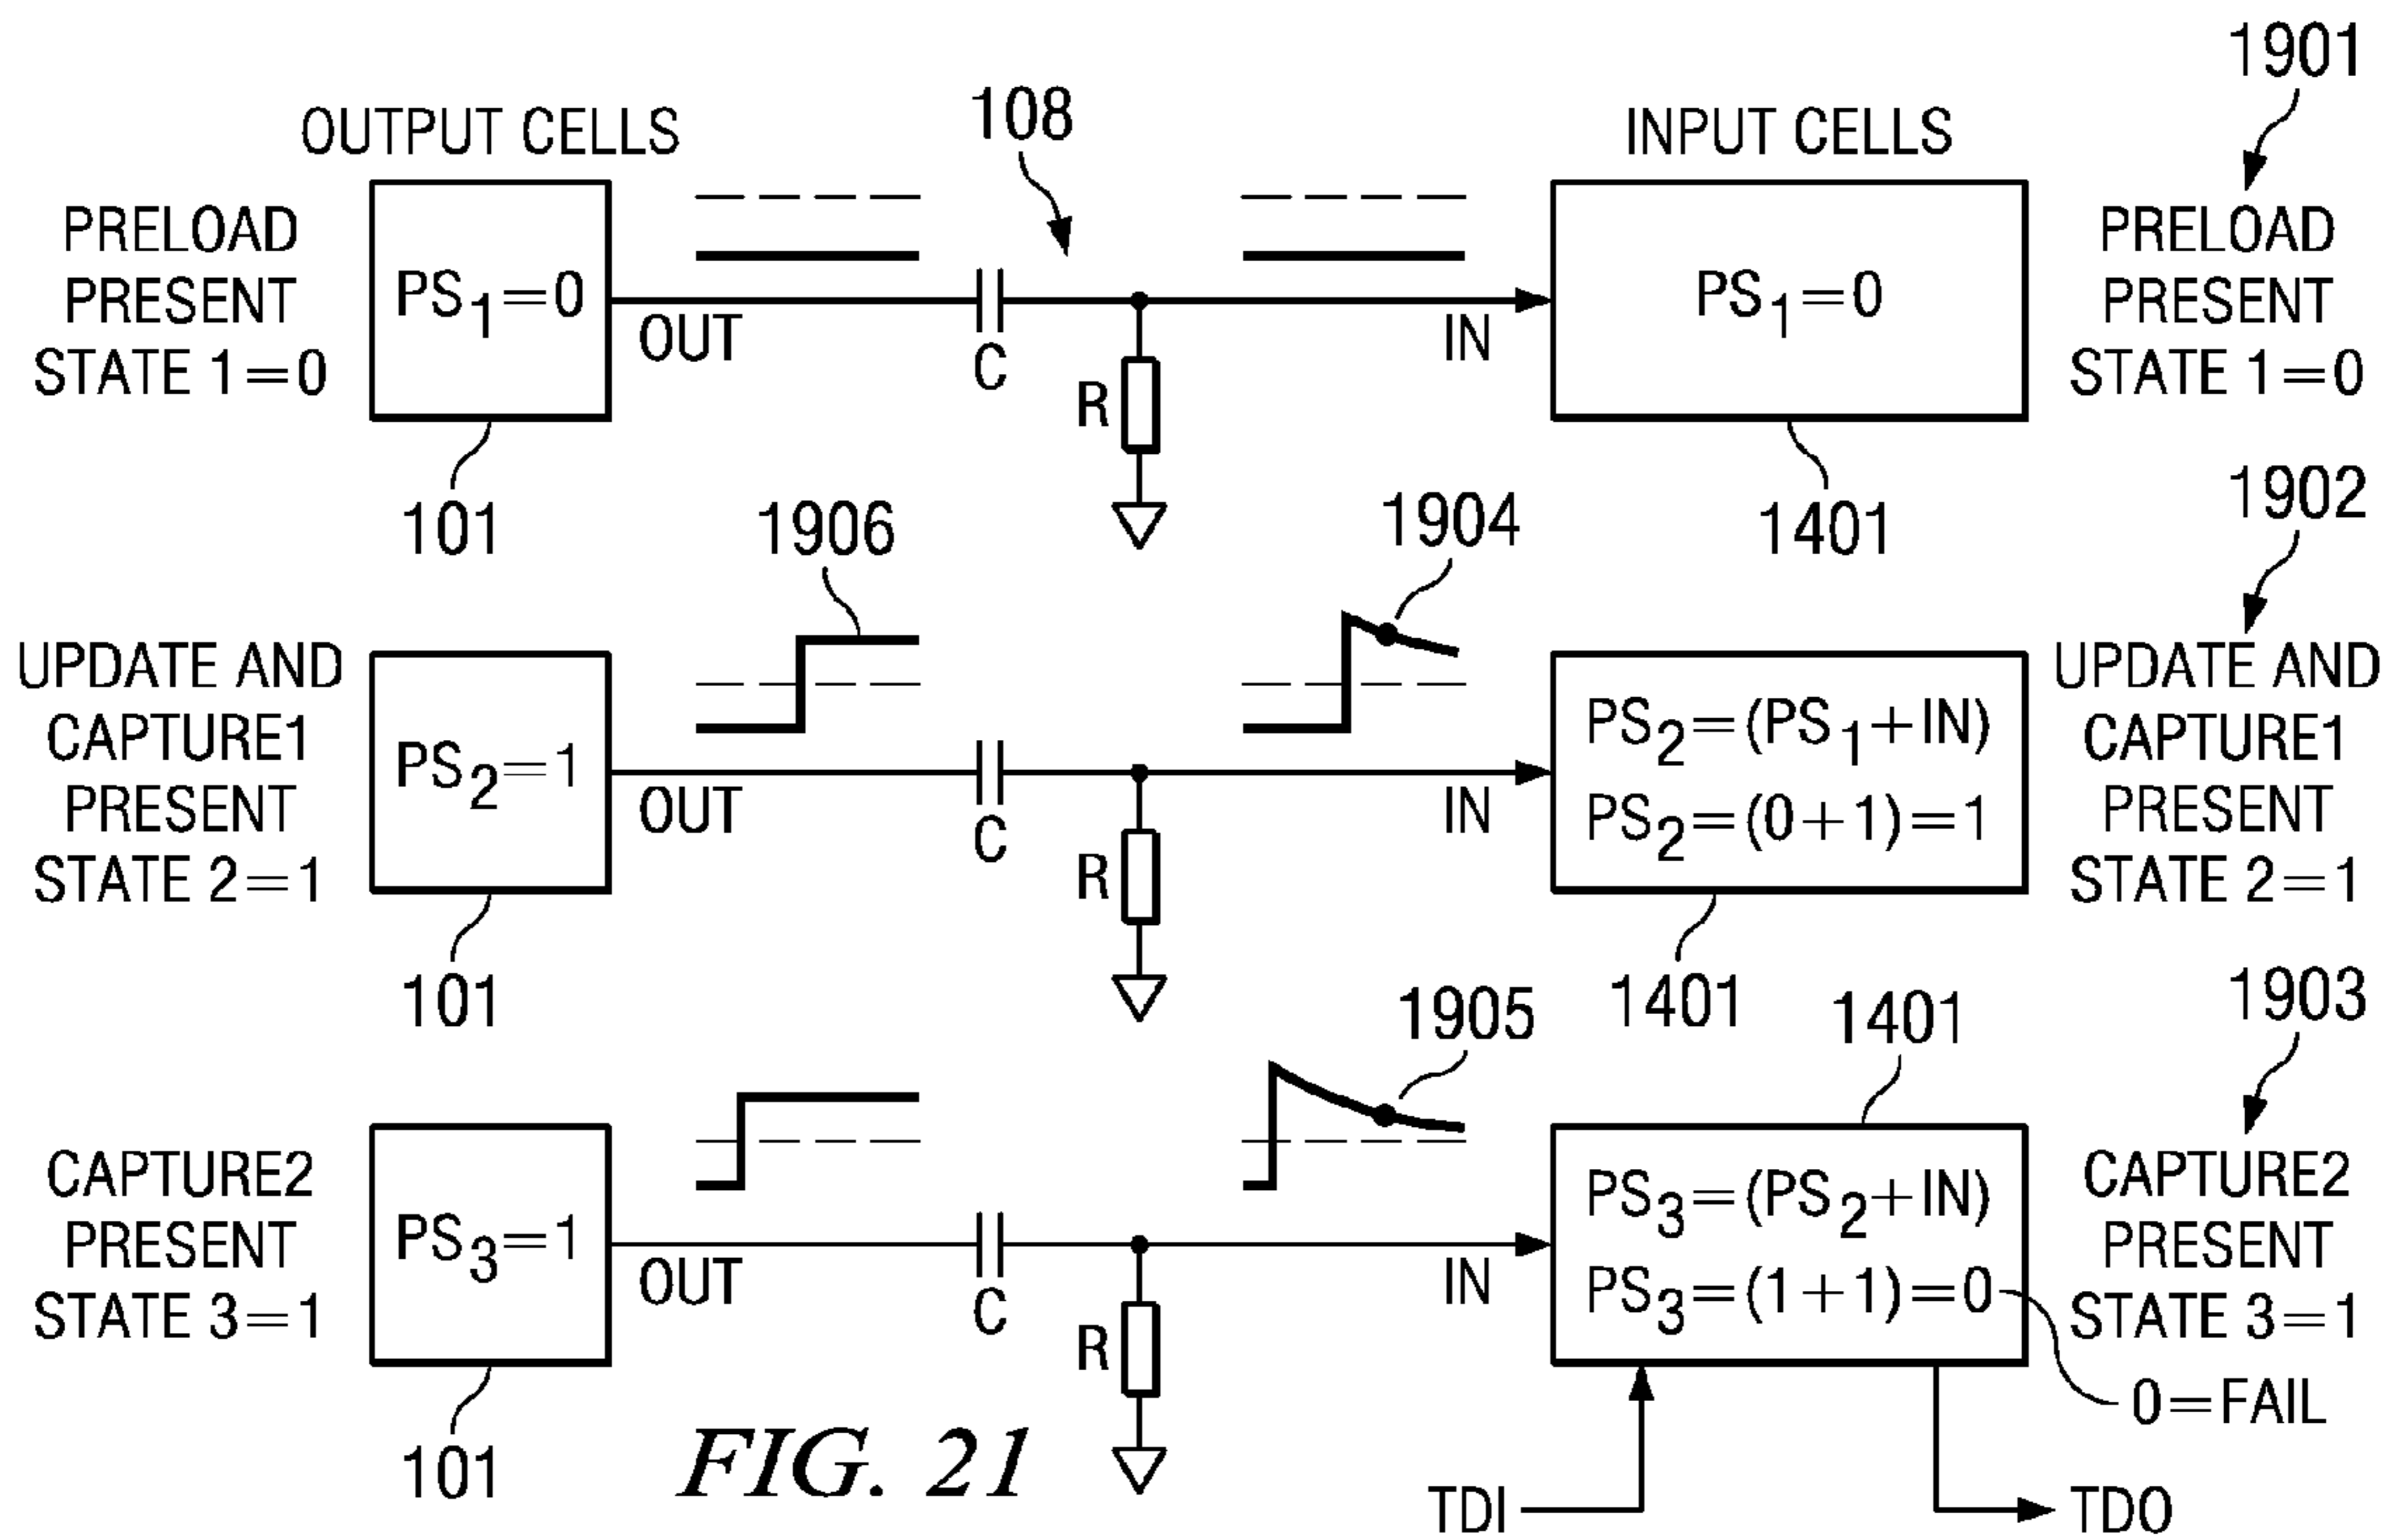 1901
108
OUTPUT CELLS
INPUT CELLS
PRELOAD
PRESENT
STATE 1=0
PS1=0
OUT
C
R
IN
PS1=0
PRELOAD
PRESENT
STATE 1=0
101
1401
1902
1906
1904
UPDATE AND
CAPTURE1
PRESENT
STATE 2=1
PS2=1
OUT
C
R
IN
PS2=(PS1+IN)
PS2=(0+1)=1
UPDATE AND
CAPTURE1
PRESENT
STATE 2=1
101
1401
1401
1903
1905
CAPTURE2
PRESENT
STATE 3=1
PS3=1
OUT
C
R
IN
PS3=(PS2+IN)
PS3=(1+1)=0
CAPTURE2
PRESENT
STATE 3=1
0=FAIL
101
FIG. 21
TDI
TDO